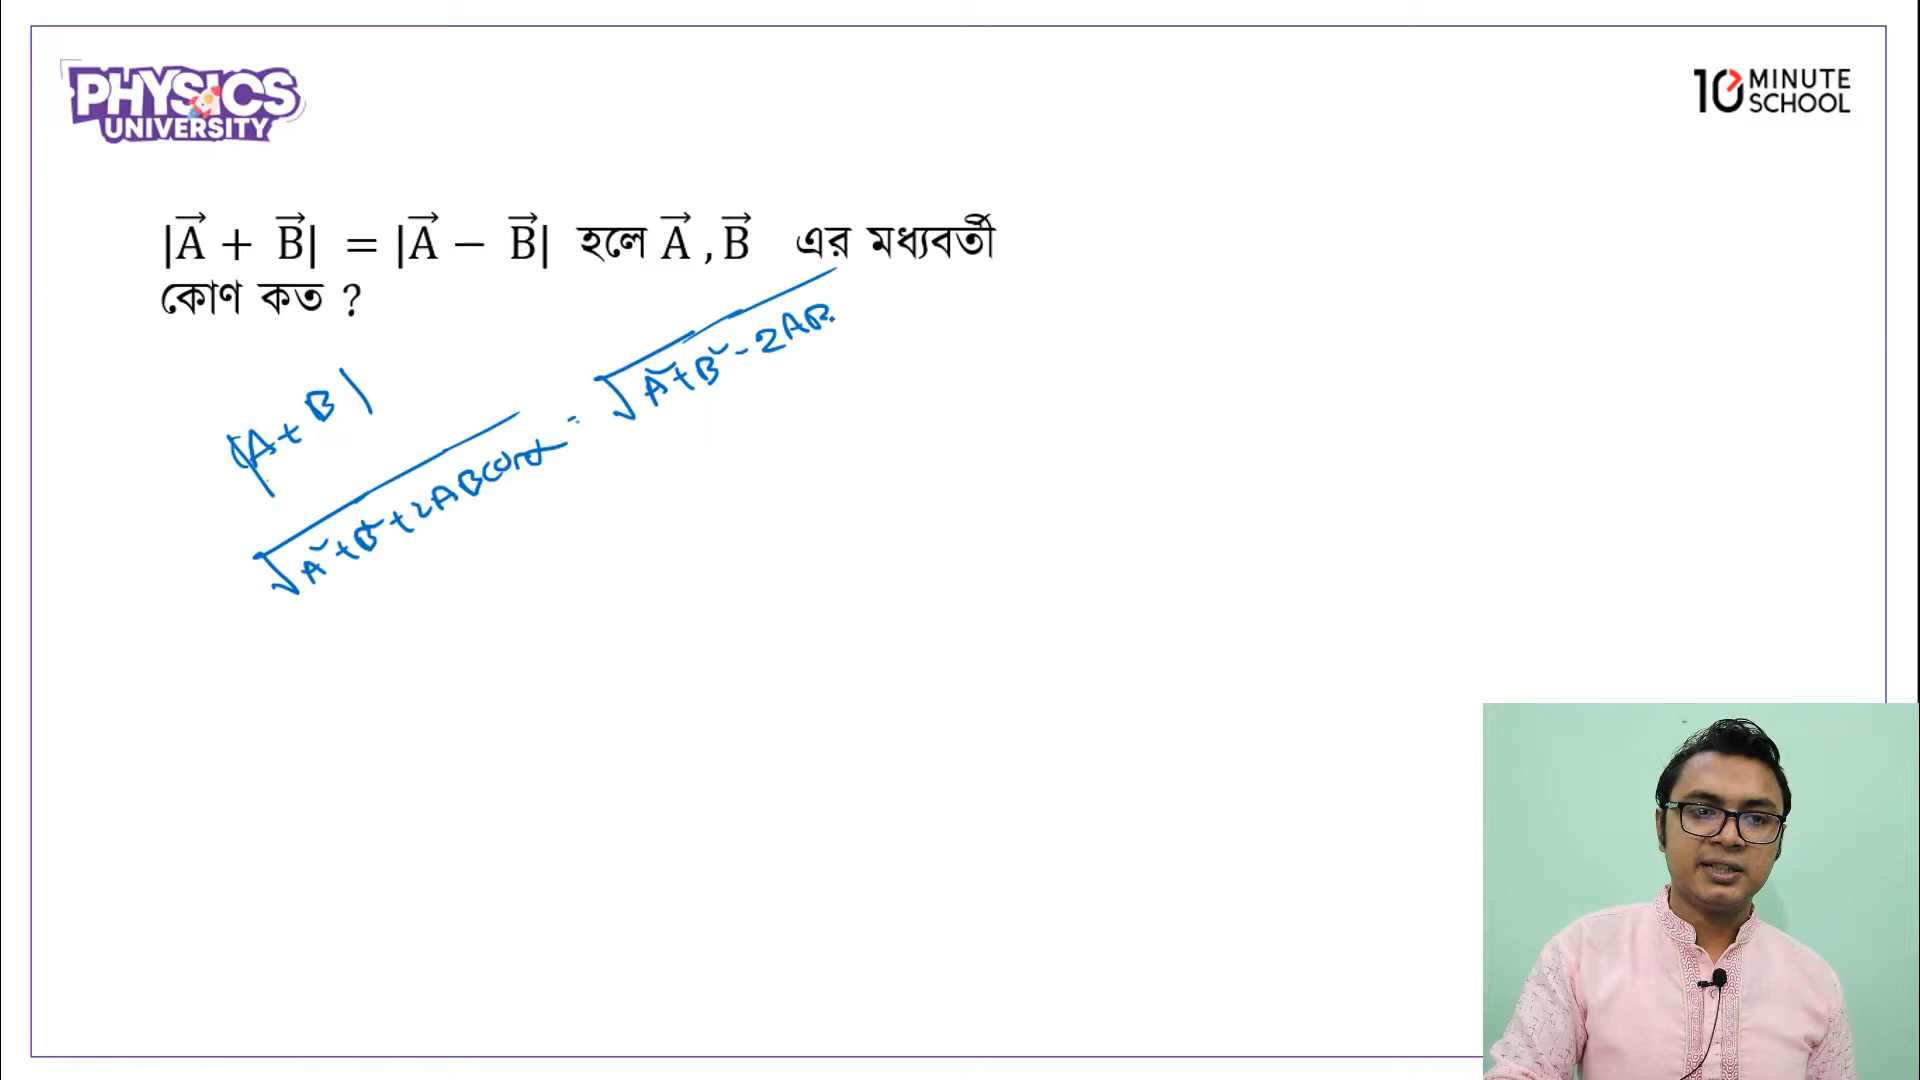 PHYSICS
UNIVERSITY
10 MINUTE
SCHOOL
|A⃗ + B⃗| = |A⃗ − B⃗| হলে A⃗ , B⃗ এর মধ্যবর্তী
কোণ কত ?
|A+B|
√A²+B²+2ABcosα = √A²+B²-2AB